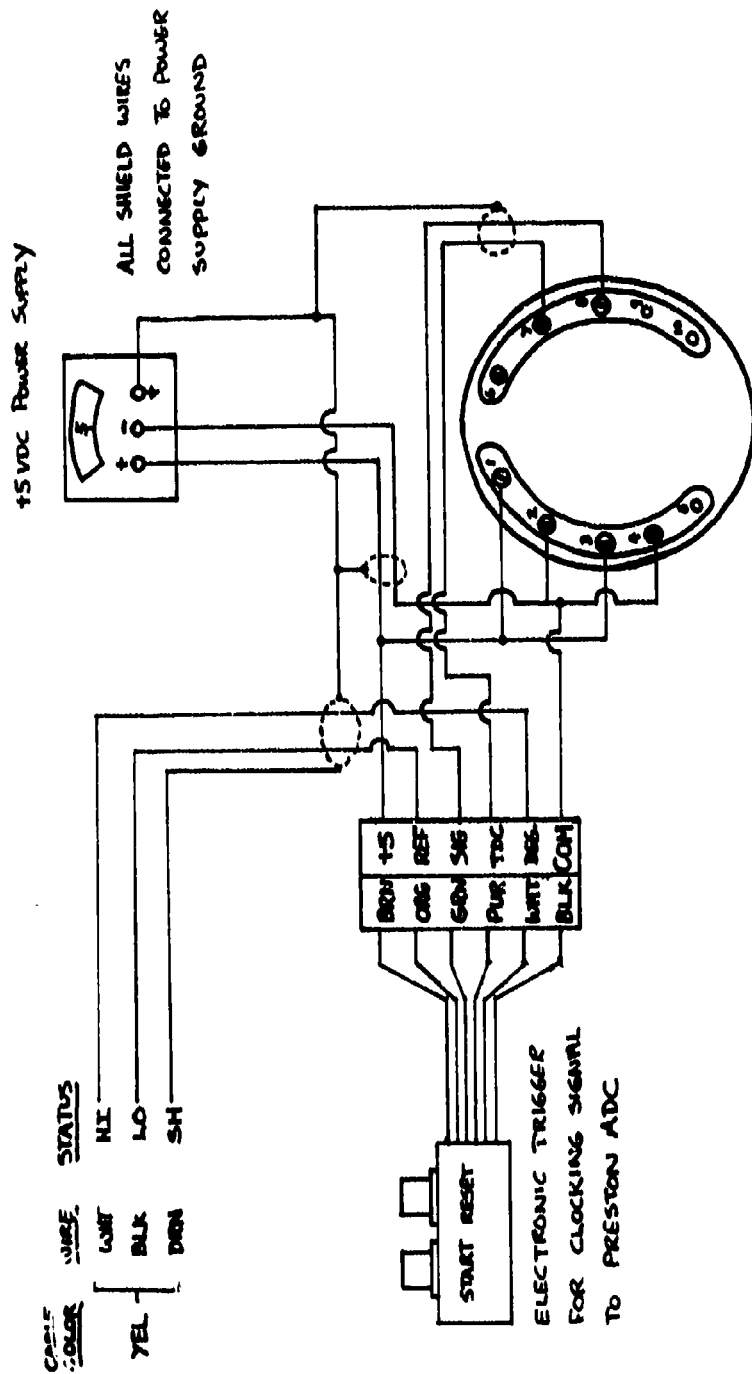 CABLE COLOR WIRE STATUS
WHT HI
YEL BLK LO
DRN SH
+5 VDC POWER SUPPLY
5
+ -
ALL SHIELD WIRES
CONNECTED TO POWER
SUPPLY GROUND
START RESET
BRN +5
ORG REF
GRN SIG
PUR TDC
WHT DEG
BLK COM
1 6
2 7
3 8
4 9
5 10
ELECTRONIC TRIGGER
FOR CLOCKING SIGNAL
TO PRESTON ADC